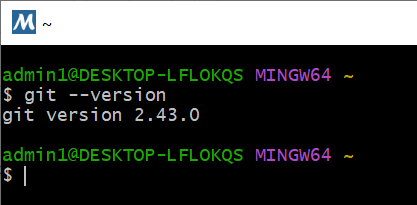 M ~
admin1@DESKTOP-LFLOKQS MINGW64 ~
$ git --version
git version 2.43.0
admin1@DESKTOP-LFLOKQS MINGW64 ~
$